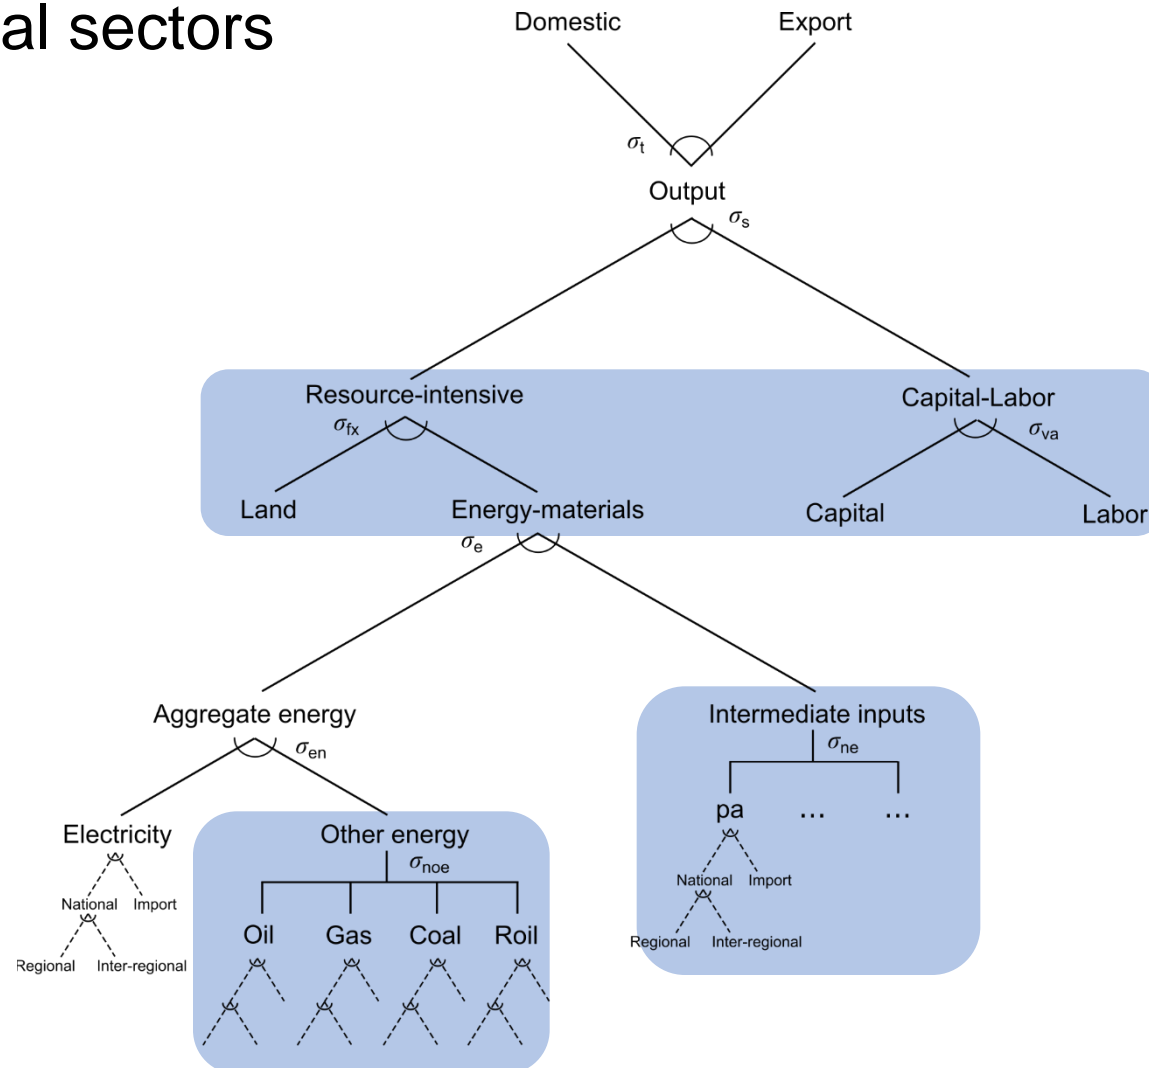 al sectors
Domestic Export
σt
Output
σs
Resource-intensive Capital-Labor
σfx σva
Land Energy-materials Capital Labor
σe
Aggregate energy Intermediate inputs
σen σne
pa ... ...
Electricity Other energy
σnoe
National Import
National Import
Oil Gas Coal Roil
Regional Inter-regional
Regional Inter-regional